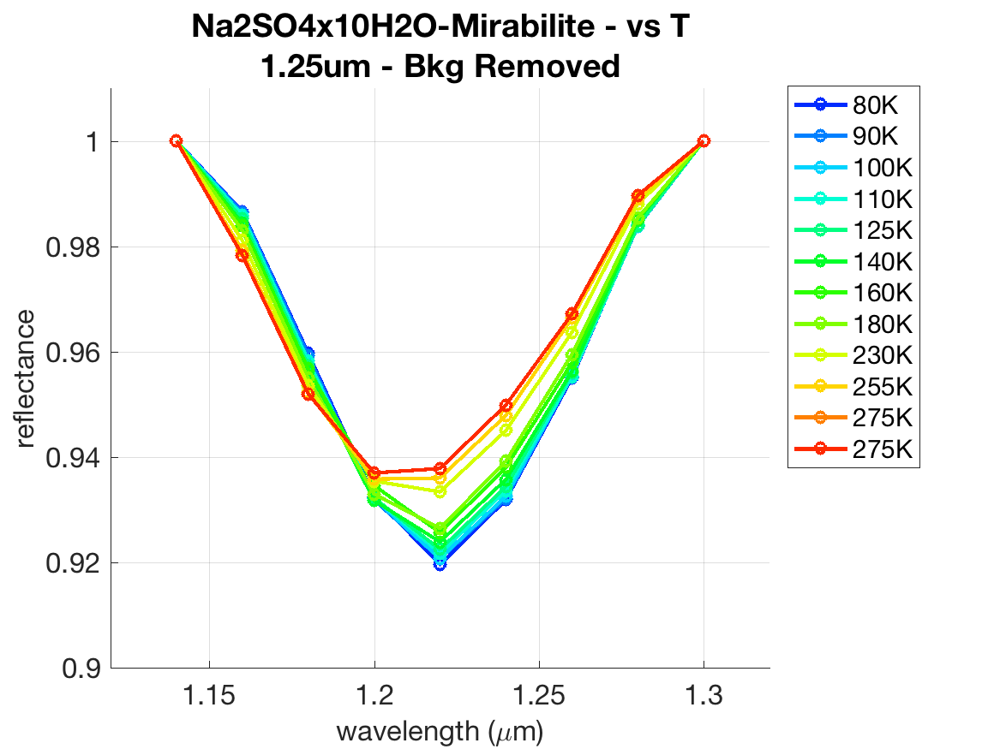 Na2SO4x10H2O-Mirabilite - vs T
1.25um - Bkg Removed
reflectance
1
0.98
0.96
0.94
0.92
0.9
1.15
1.2
1.25
1.3
wavelength (μm)
80K
90K
100K
110K
125K
140K
160K
180K
230K
255K
275K
275K